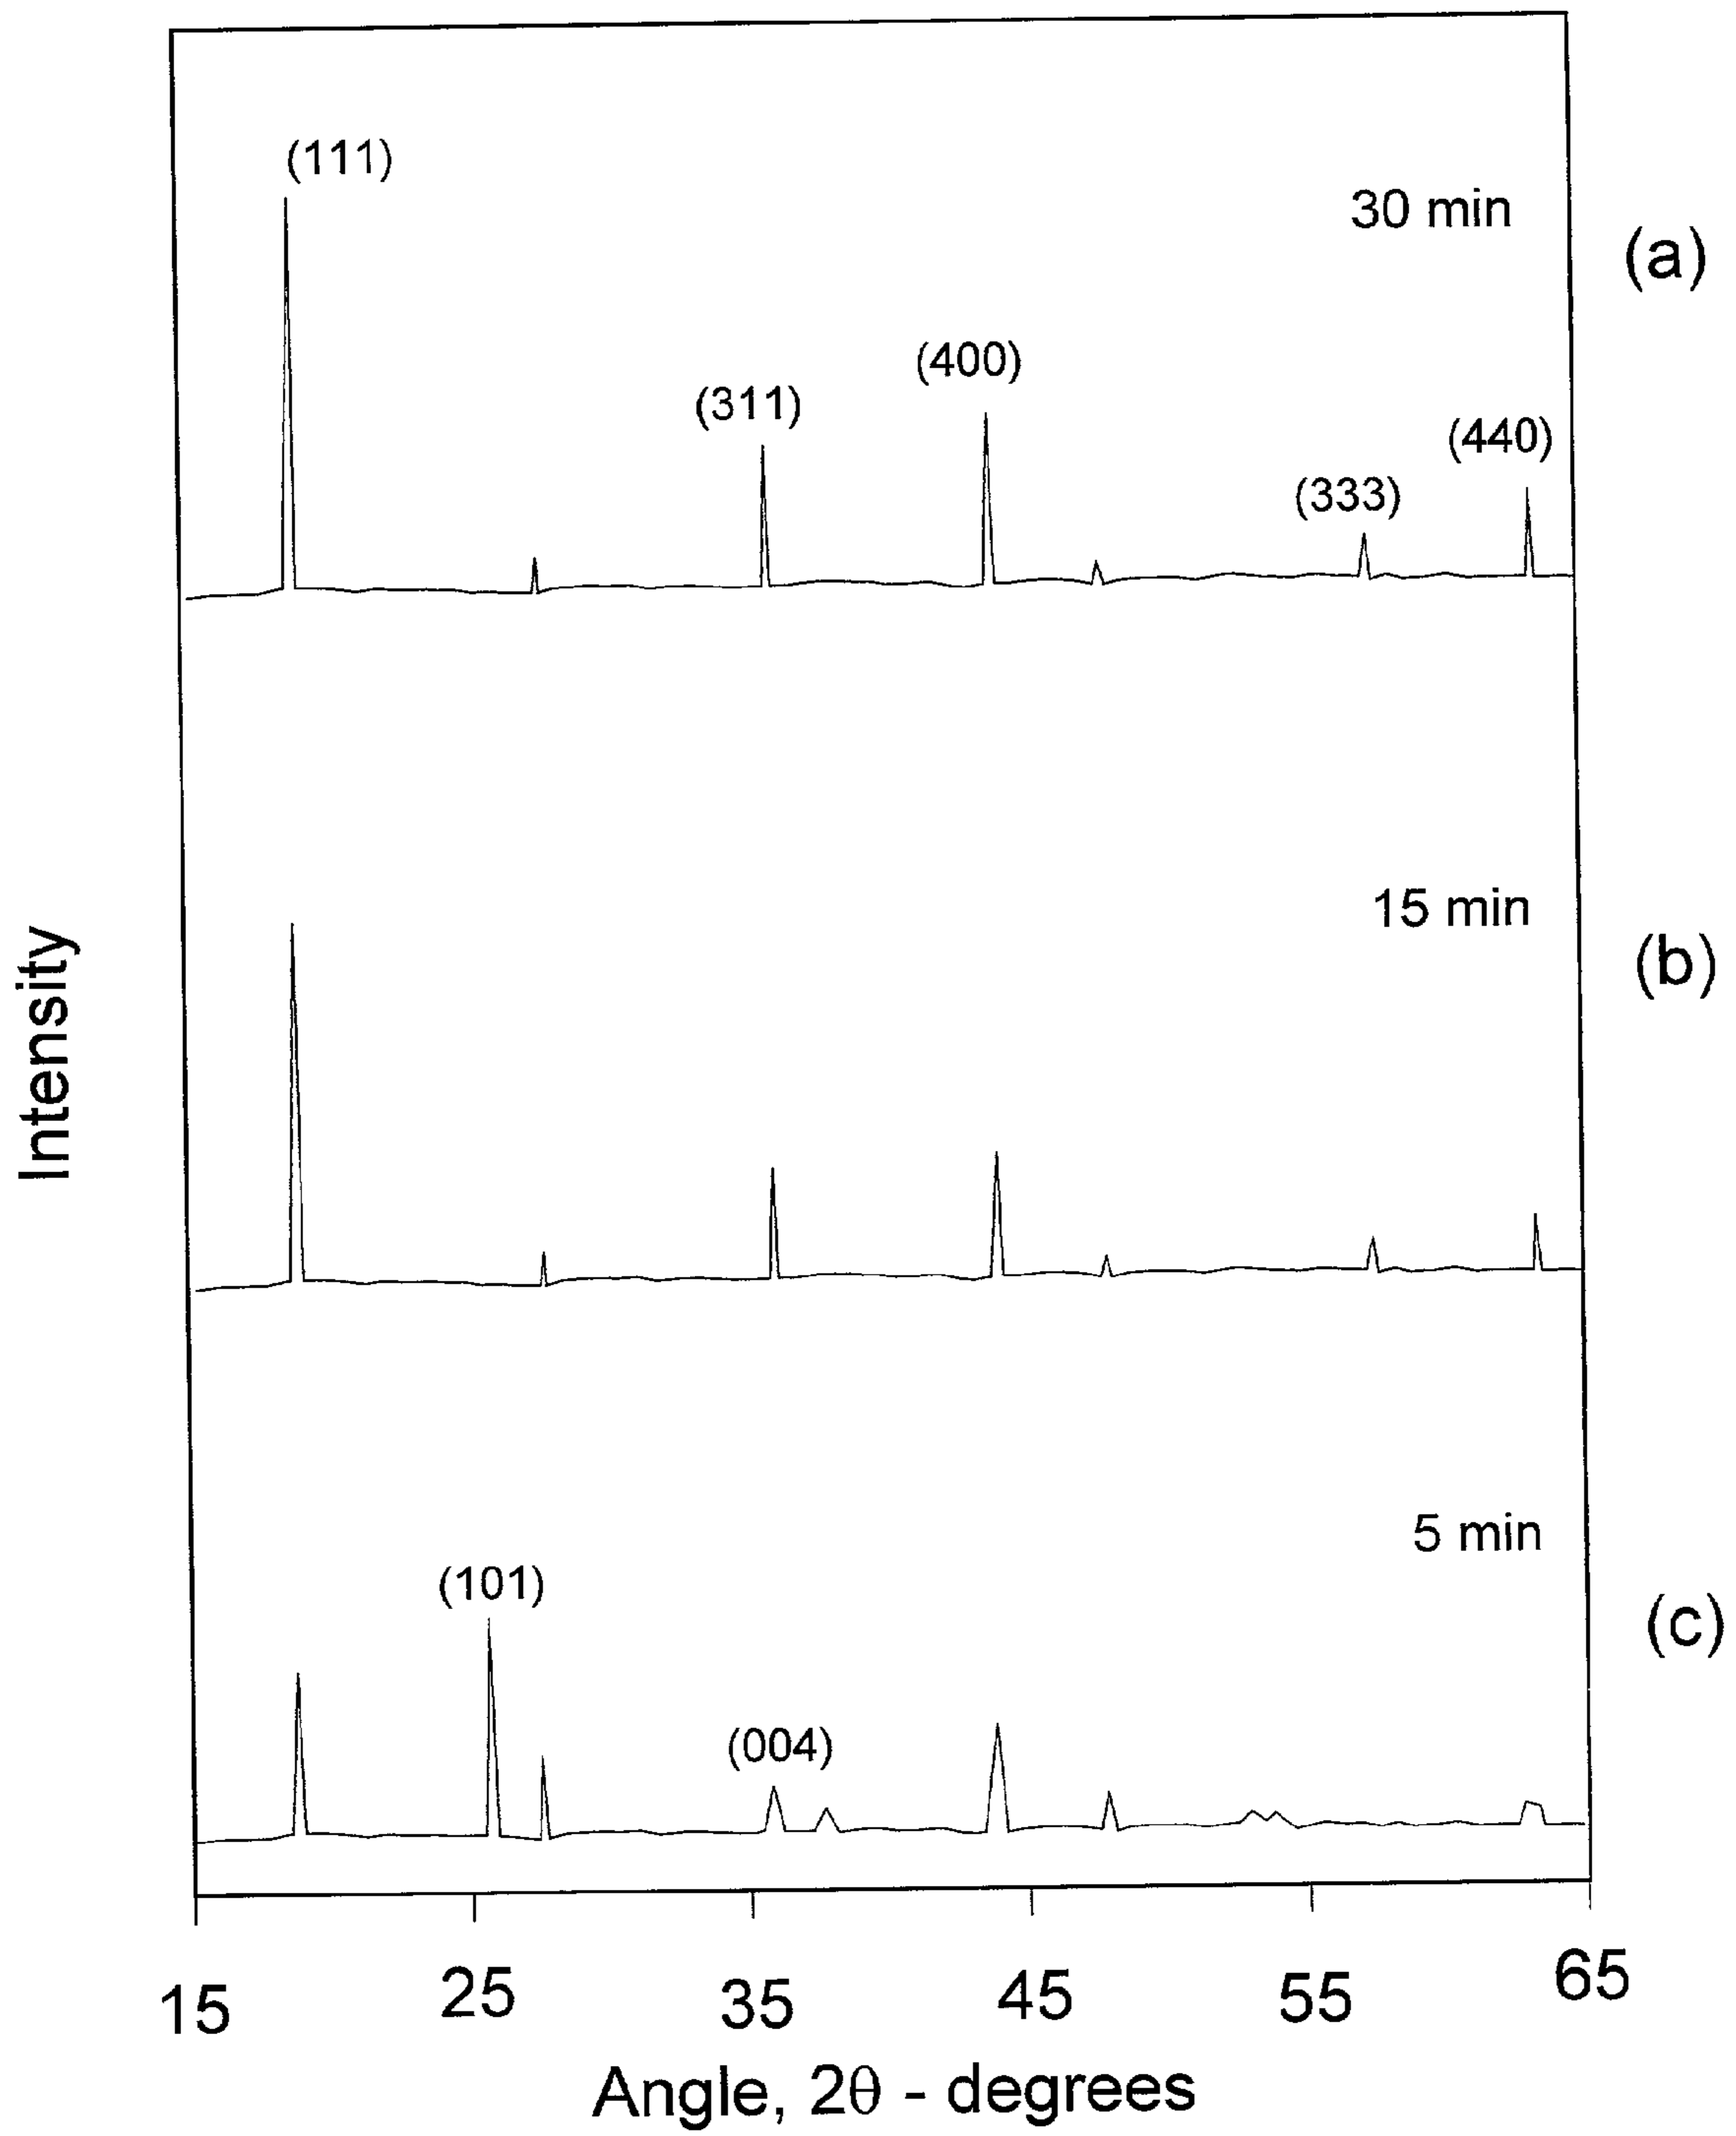 (111)
30 min
(a)
(400)
(311)
(440)
(333)
15 min
(b)
Intensity
5 min
(101)
(c)
(004)
15 25 35 45 55 65
Angle, 2θ - degrees